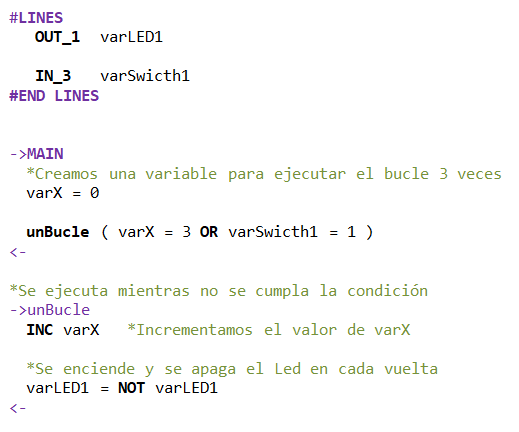 #LINES
OUT_1 varLED1
IN_3 varSwicth1
#END LINES
->MAIN
*Creamos una variable para ejecutar el bucle 3 veces
varX = 0
unBucle ( varX = 3 OR varSwicth1 = 1 )
<-
*Se ejecuta mientras no se cumpla la condición
->unBucle
INC varX *Incrementamos el valor de varX
*Se enciende y se apaga el Led en cada vuelta
varLED1 = NOT varLED1
<-